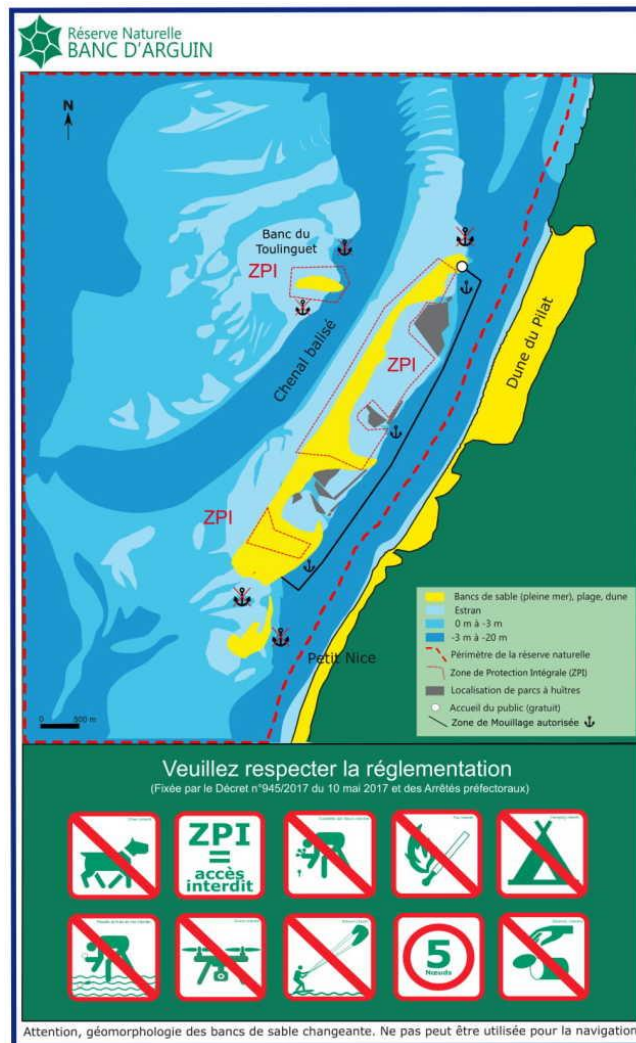 Réserve Naturelle
BANC D'ARGUIN
N
Banc du
Toulinguet
ZPI
Chenal balisé
Dune du Pilat
ZPI
ZPI
Petit Nice
0 500 m
Bancs de sable (pleine mer), plage, dune
Estran
0 m à -3 m
-3 m à -20 m
Périmètre de la réserve naturelle
Zone de Protection Intégrale (ZPI)
Localisation de parcs à huîtres
Accueil du public (gratuit)
Zone de Mouillage autorisée
Veuillez respecter la réglementation
(Fixée par le Décret n°945/2017 du 10 mai 2017 et des Arrêtés préfectoraux)
ZPI
=
accès
interdit
5
Nœuds
Attention, géomorphologie des bancs de sable changeante. Ne pas peut être utilisée pour la navigation